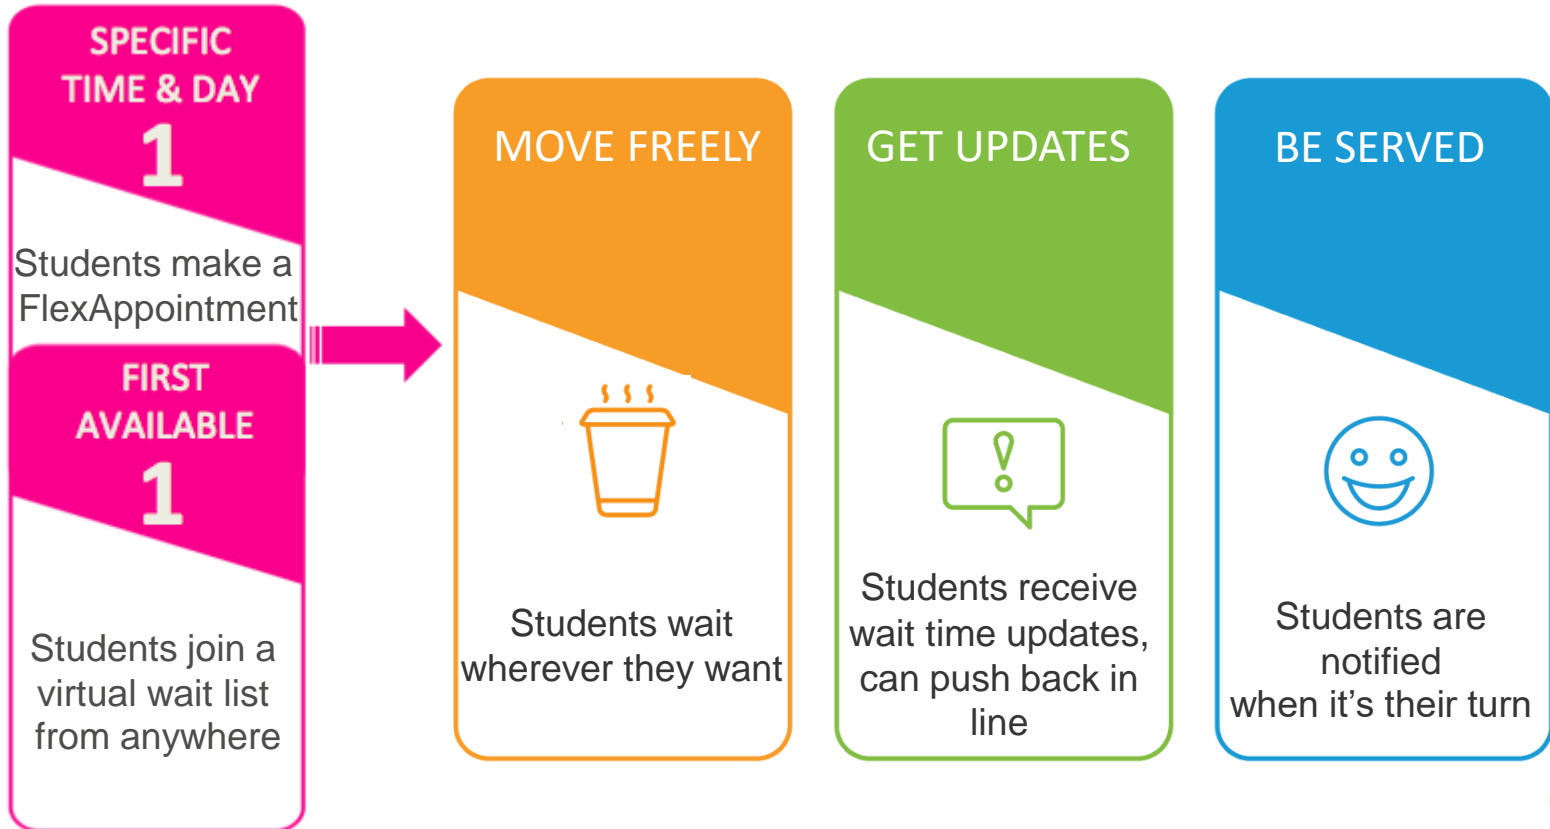 SPECIFIC
TIME & DAY
1
Students make a
FlexAppointment
FIRST
AVAILABLE
1
Students join a
virtual wait list
from anywhere
MOVE FREELY
Students wait
wherever they want
GET UPDATES
Students receive
wait time updates,
can push back in
line
BE SERVED
Students are
notified
when it’s their turn